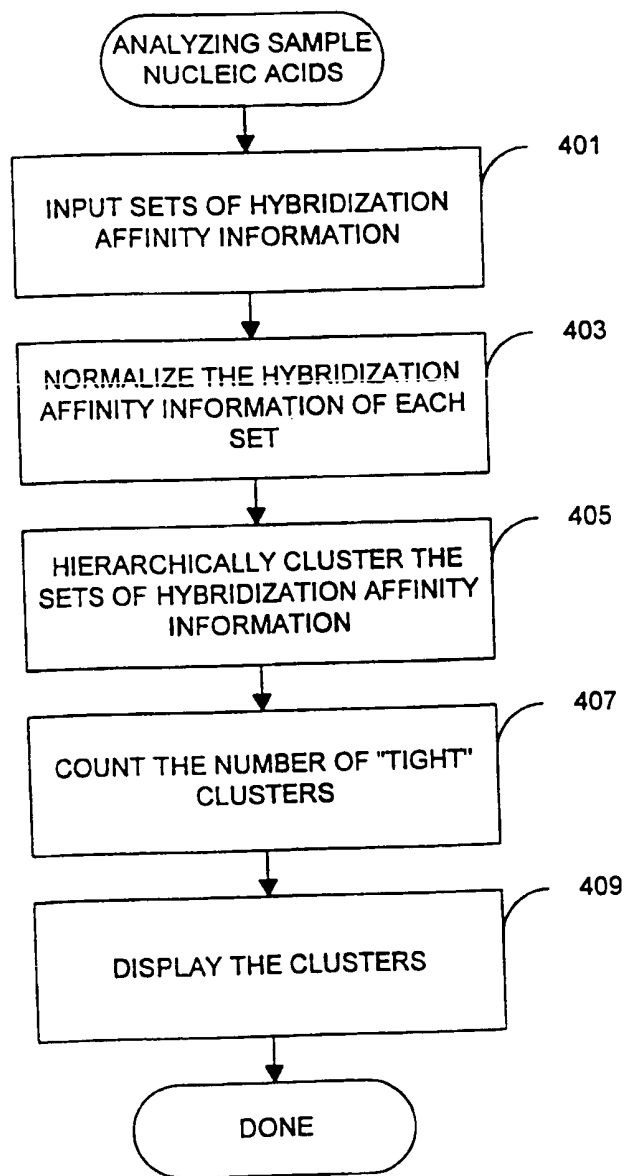 ANALYZING SAMPLE
NUCLEIC ACIDS
401
INPUT SETS OF HYBRIDIZATION
AFFINITY INFORMATION
403
NORMALIZE THE HYBRIDIZATION
AFFINITY INFORMATION OF EACH
SET
405
HIERARCHICALLY CLUSTER THE
SETS OF HYBRIDIZATION AFFINITY
INFORMATION
407
COUNT THE NUMBER OF "TIGHT"
CLUSTERS
409
DISPLAY THE CLUSTERS
DONE